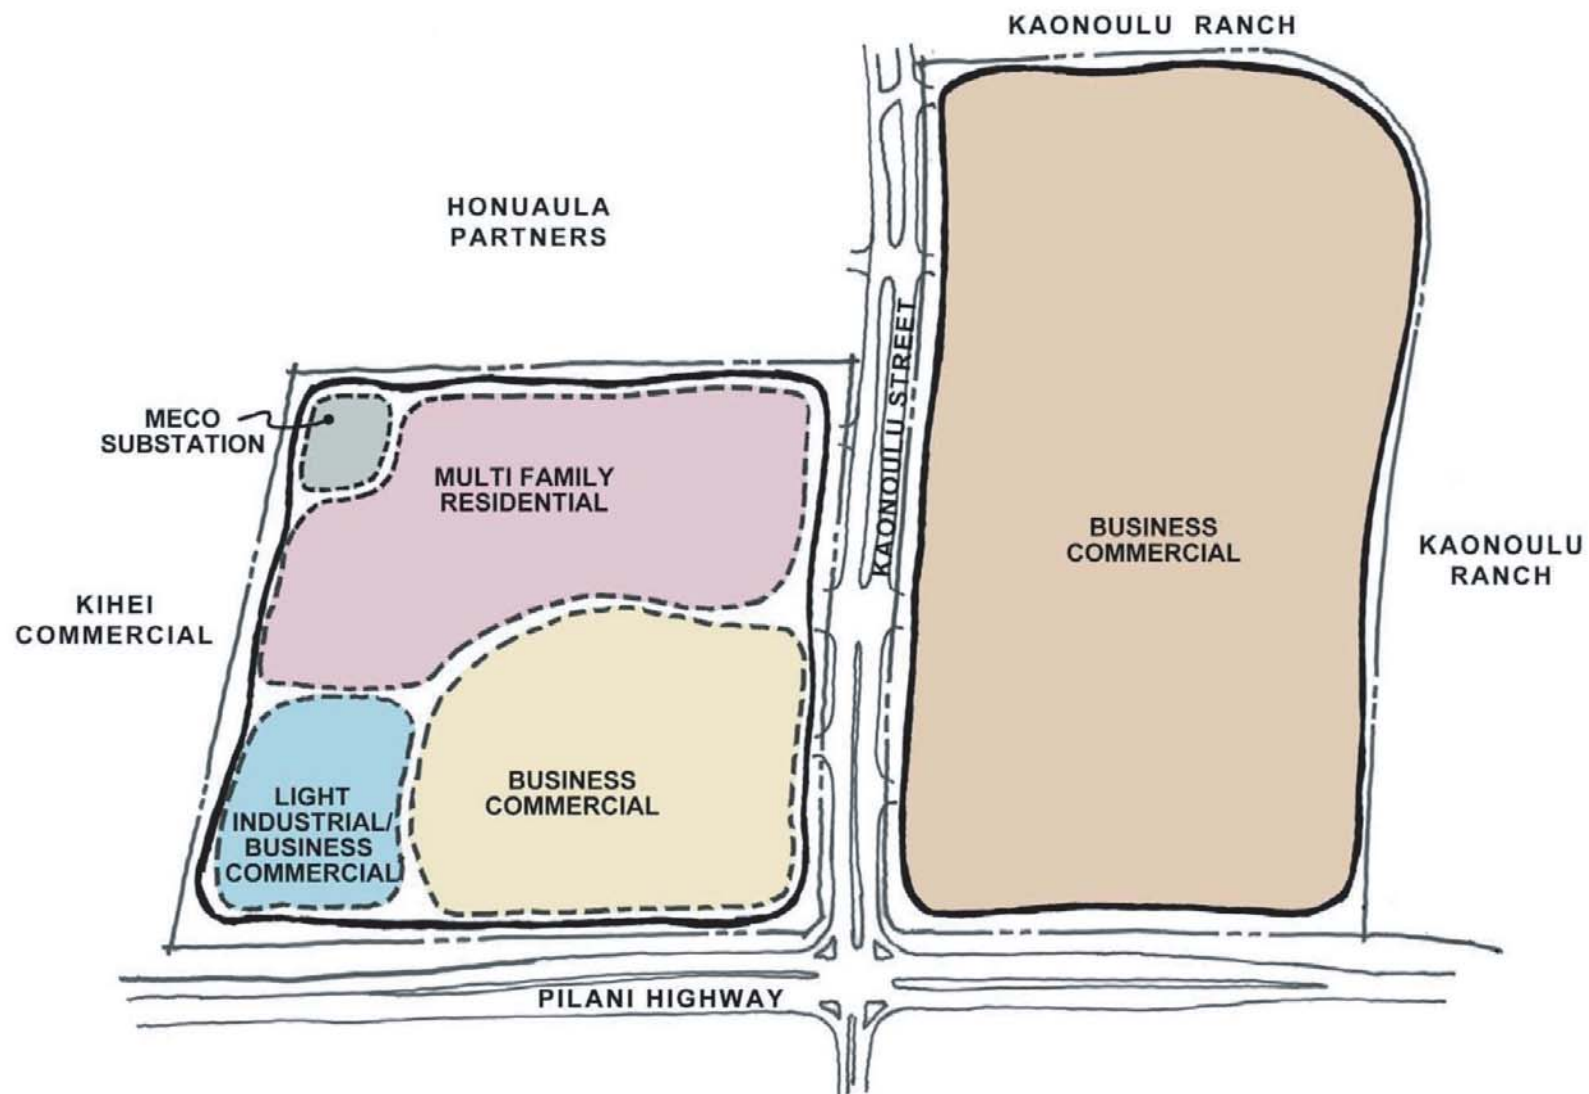 KAONOULU RANCH
HONUAULA
PARTNERS
KAONOULU STREET
MECO
SUBSTATION
MULTI FAMILY
RESIDENTIAL
BUSINESS
COMMERCIAL
KAONOULU
RANCH
KIHEI
COMMERCIAL
LIGHT
INDUSTRIAL/
BUSINESS
COMMERCIAL
BUSINESS
COMMERCIAL
PILANI HIGHWAY